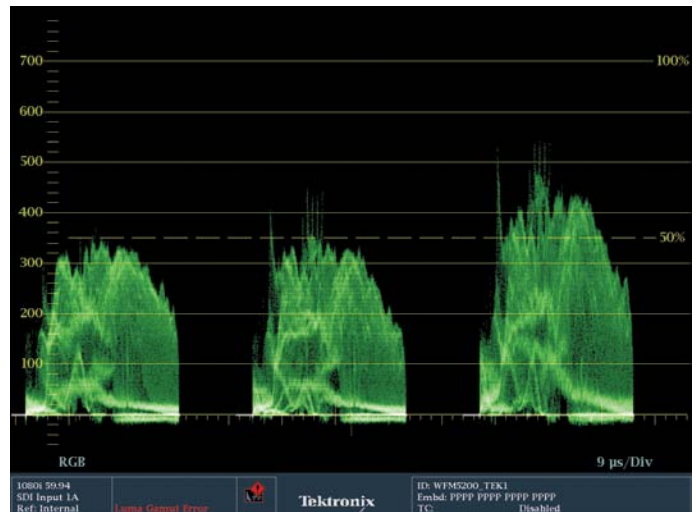 700
100%
600
500
400
50%
300
200
100
RGB
9 µs/Div
1080i 59.94
SDI Input 1A
Ref: Internal
Luma Gamut Error
Tektronix
ID: WFM5200_TEK1
Embd: PPPP PPPP PPPP PPPP
TC: Disabled